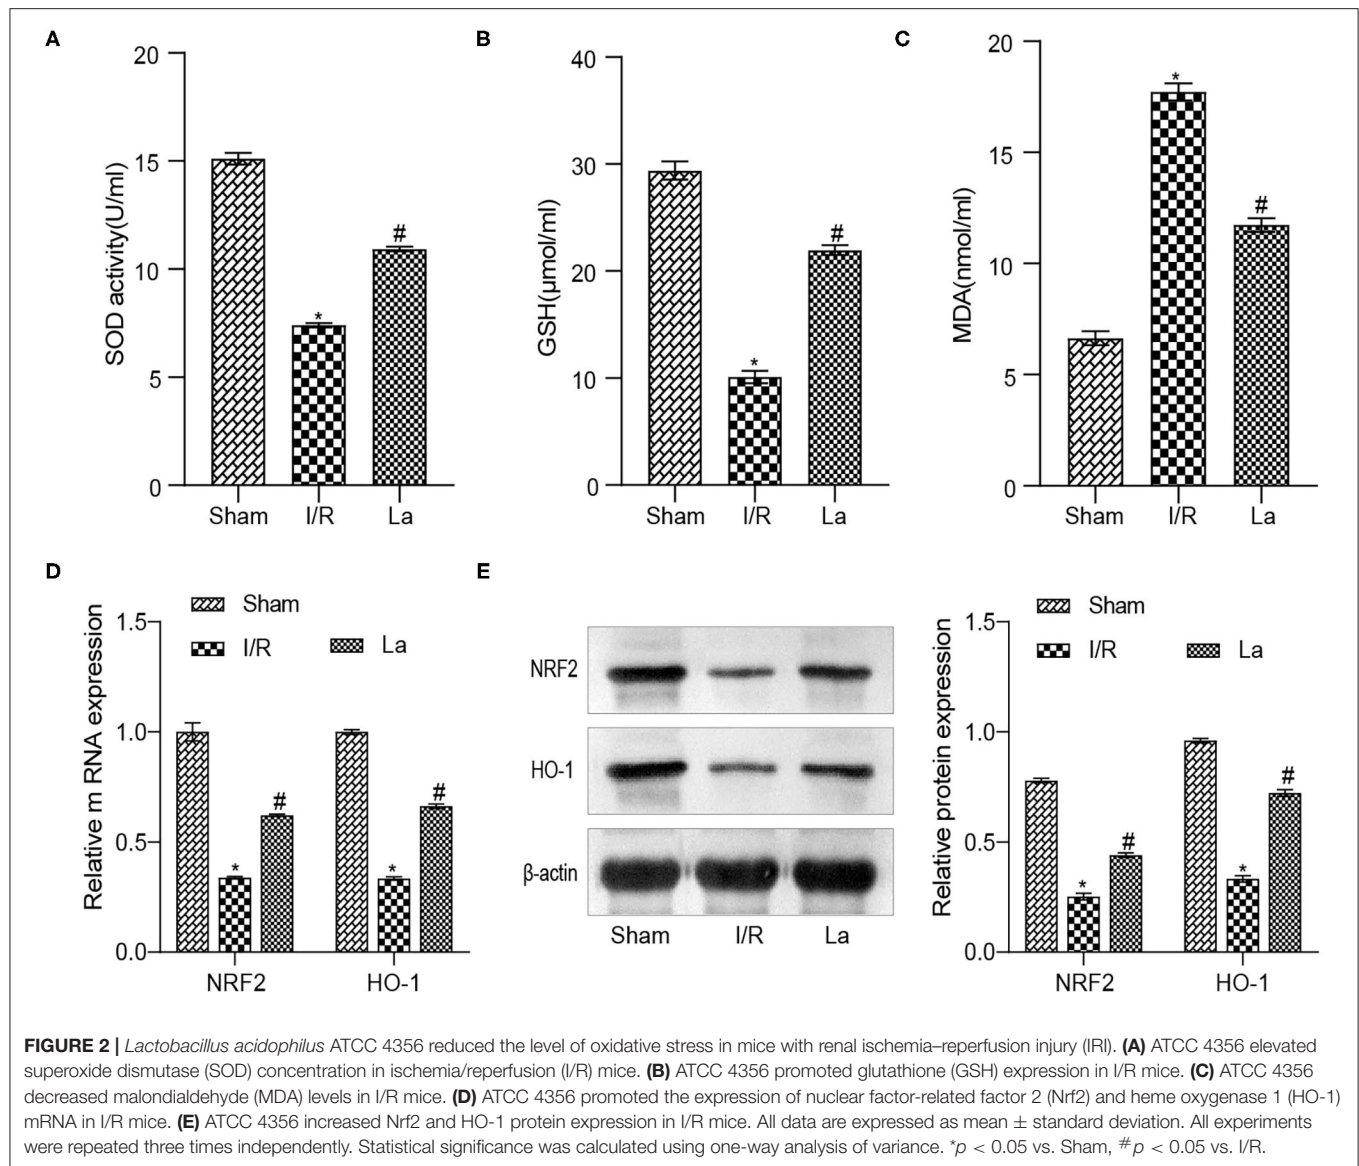 A
20
15
10
5
0
SOD activity(U/ml)
*
#
Sham
I/R
La
B
40
30
20
10
0
GSH(μmol/ml)
*
#
Sham
I/R
La
C
20
15
10
5
0
MDA(nmol/ml)
*
#
Sham
I/R
La
D
Sham
I/R
La
1.5
1.0
0.5
0.0
Relative m RNA expression
*
#
*
#
NRF2
HO-1
E
NRF2
HO-1
β-actin
Sham
I/R
La
Sham
I/R
La
1.5
1.0
0.5
0.0
Relative protein expression
*
#
*
#
NRF2
HO-1
FIGURE 2 | Lactobacillus acidophilus ATCC 4356 reduced the level of oxidative stress in mice with renal ischemia–reperfusion injury (IRI). (A) ATCC 4356 elevated
superoxide dismutase (SOD) concentration in ischemia/reperfusion (I/R) mice. (B) ATCC 4356 promoted glutathione (GSH) expression in I/R mice. (C) ATCC 4356
decreased malondialdehyde (MDA) levels in I/R mice. (D) ATCC 4356 promoted the expression of nuclear factor-related factor 2 (Nrf2) and heme oxygenase 1 (HO-1)
mRNA in I/R mice. (E) ATCC 4356 increased Nrf2 and HO-1 protein expression in I/R mice. All data are expressed as mean ± standard deviation. All experiments
were repeated three times independently. Statistical significance was calculated using one-way analysis of variance. *p < 0.05 vs. Sham, #p < 0.05 vs. I/R.